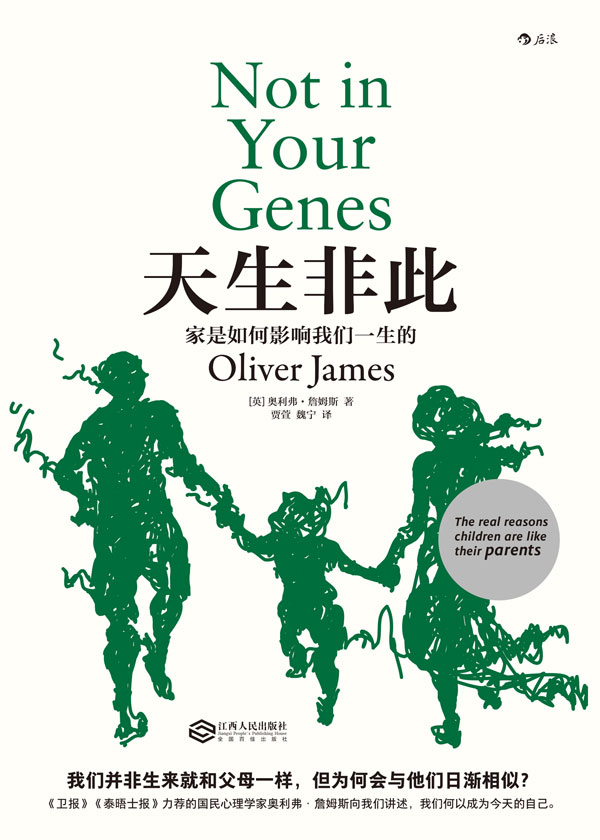 后浪
Not in
Your
Genes
天生非此
家是如何影响我们一生的
Oliver James
[英]奥利弗·詹姆斯 著
贾萱 魏宁 译
The real reasons
children are like
their parents
江西人民出版社
Jiangxi People's Publishing House
全国百佳出版社
我们并非生来就和父母一样，但为何会与他们日渐相似？
《卫报》《泰晤士报》力荐的国民心理学家奥利弗·詹姆斯向我们讲述，我们何以成为今天的自己。